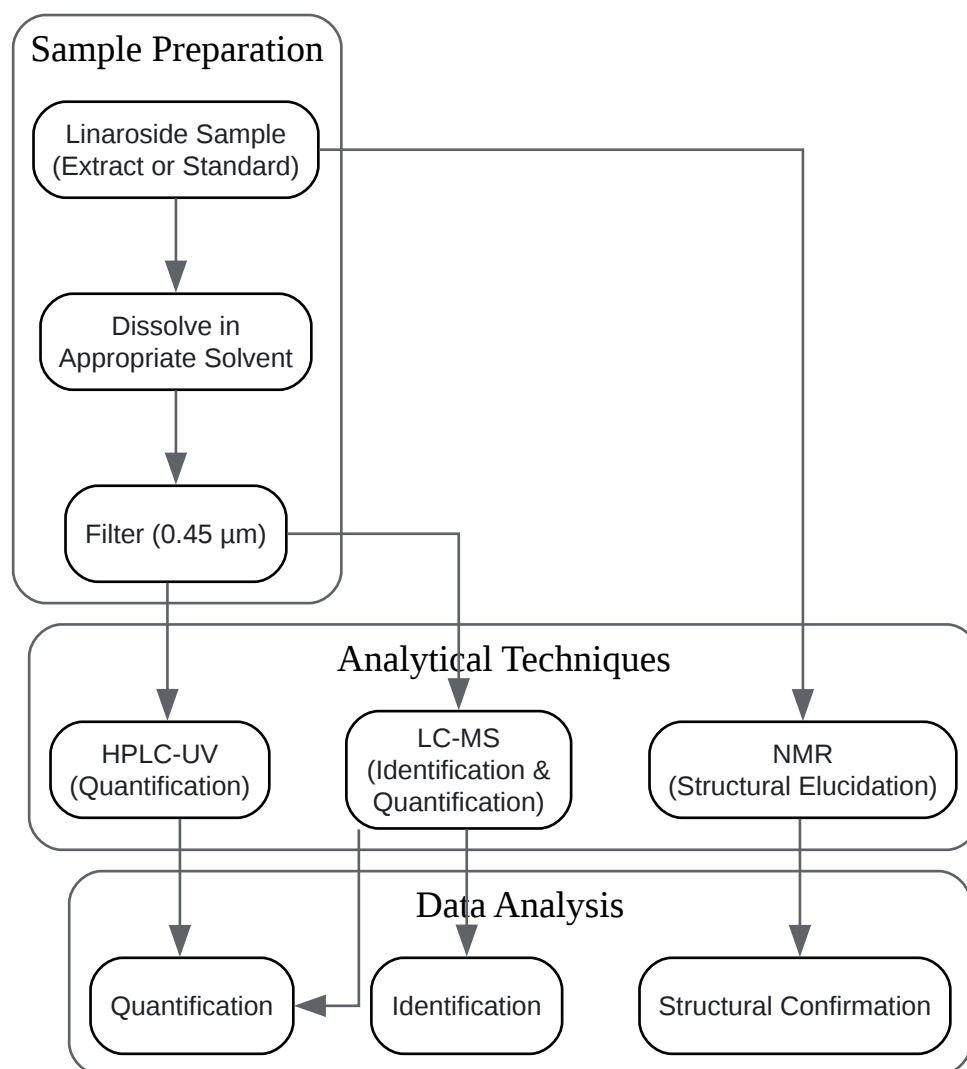 Sample Preparation
Linaroside Sample
(Extract or Standard)
Dissolve in
Appropriate Solvent
Filter (0.45 µm)
Analytical Techniques
HPLC-UV
(Quantification)
LC-MS
(Identification &
Quantification)
NMR
(Structural Elucidation)
Data Analysis
Quantification
Identification
Structural Confirmation